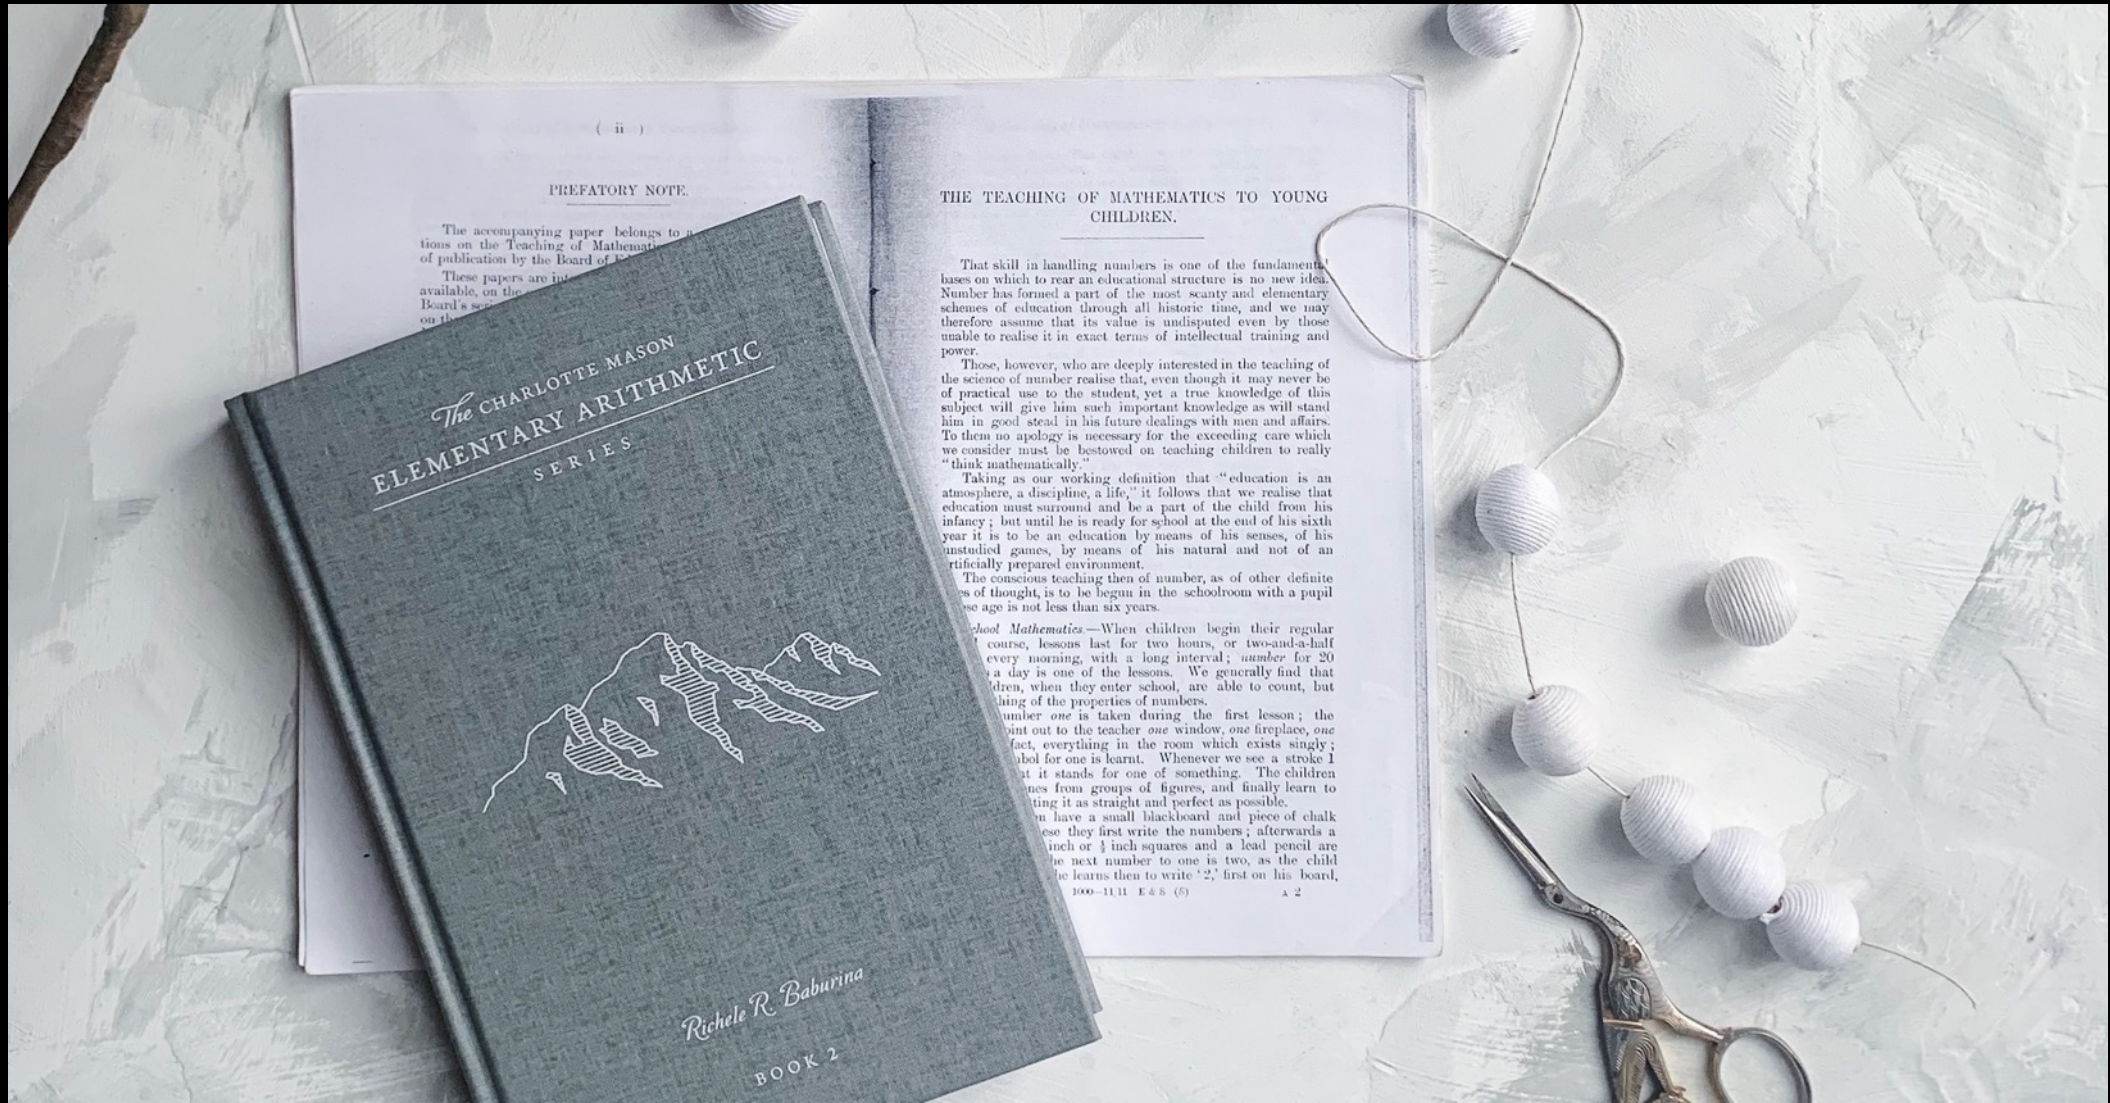 ( ii )
PREFATORY NOTE.
The accompanying paper belongs to a
tions on the Teaching of Mathemati
of publication by the Board of
These papers are
available, on the
Board's
on
The CHARLOTTE MASON
ELEMENTARY ARITHMETIC
SERIES
Richele R. Baburina
BOOK 2
THE TEACHING OF MATHEMATICS TO YOUNG
CHILDREN.
That skill in handling numbers is one of the fundamental
bases on which to rear an educational structure is no new idea.
Number has formed a part of the most scanty and elementary
schemes of education through all historic time, and we may
therefore assume that its value is undisputed even by those
unable to realise it in exact terms of intellectual training and
power.
Those, however, who are deeply interested in the teaching of
the science of number realise that, even though it may never be
of practical use to the student, yet a true knowledge of this
subject will give him such important knowledge as will stand
him in good stead in his future dealings with men and affairs.
To them no apology is necessary for the exceeding care which
we consider must be bestowed on teaching children to really
"think mathematically."
Taking as our working definition that "education is an
atmosphere, a discipline, a life," it follows that we realise that
education must surround and be a part of the child from his
infancy; but until he is ready for school at the end of his sixth
year it is to be an education by means of his senses, of his
unstudied games, by means of his natural and not of an
rtificially prepared environment.
The conscious teaching then of number, as of other definite
es of thought, is to be begun in the schoolroom with a pupil
se age is not less than six years.
chool Mathematics.—When children begin their regular
course, lessons last for two hours, or two-and-a-half
every morning, with a long interval; number for 20
a day is one of the lessons. We generally find that
dren, when they enter school, are able to count, but
hing of the properties of numbers.
umber one is taken during the first lesson; the
oint out to the teacher one window, one fireplace, one
fact, everything in the room which exists singly;
bol for one is learnt. Whenever we see a stroke 1
at it stands for one of something. The children
nes from groups of figures, and finally learn to
ting it as straight and perfect as possible.
n have a small blackboard and piece of chalk
ese they first write the numbers; afterwards a
inch or ½ inch squares and a lead pencil are
he next number to one is two, as the child
he learns then to write '2,' first on his board,
1000—11/11 E & S (8) A 2